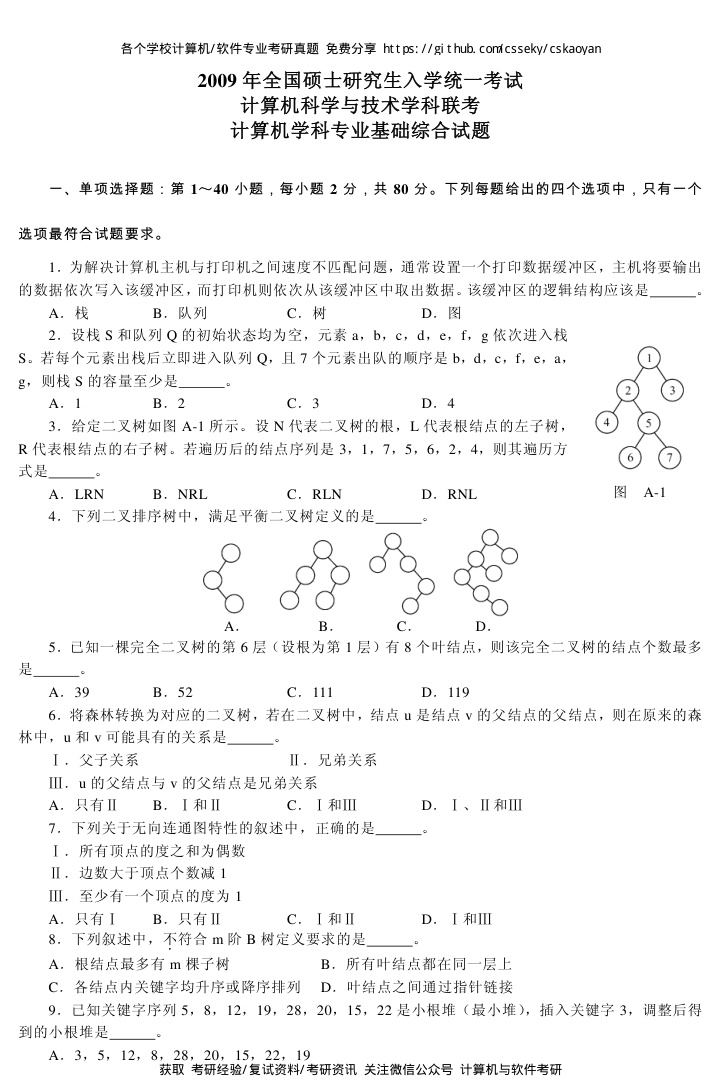 各个学校计算机/软件专业考研真题 免费分享 https://github.com/csseky/cskaoyan
2009 年全国硕士研究生入学统一考试
计算机科学与技术学科联考
计算机学科专业基础综合试题
一、单项选择题：第 1～40 小题，每小题 2 分，共 80 分。下列每题给出的四个选项中，只有一个
选项最符合试题要求。
1．为解决计算机主机与打印机之间速度不匹配问题，通常设置一个打印数据缓冲区，主机将要输出
的数据依次写入该缓冲区，而打印机则依次从该缓冲区中取出数据。该缓冲区的逻辑结构应该是______。
A．栈 B．队列 C．树 D．图
2．设栈 S 和队列 Q 的初始状态均为空，元素 a，b，c，d，e，f，g 依次进入栈
S。若每个元素出栈后立即进入队列 Q，且 7 个元素出队的顺序是 b，d，c，f，e，a，
g，则栈 S 的容量至少是______。
A．1 B．2 C．3 D．4
3．给定二叉树如图 A-1 所示。设 N 代表二叉树的根，L 代表根结点的左子树，
R 代表根结点的右子树。若遍历后的结点序列是 3，1，7，5，6，2，4，则其遍历方
式是______。
A．LRN B．NRL C．RLN D．RNL
1
2 3
4 5
6 7
图 A-1
4．下列二叉排序树中，满足平衡二叉树定义的是______。
A． B． C． D．
5．已知一棵完全二叉树的第 6 层（设根为第 1 层）有 8 个叶结点，则该完全二叉树的结点个数最多
是______。
A．39 B．52 C．111 D．119
6．将森林转换为对应的二叉树，若在二叉树中，结点 u 是结点 v 的父结点的父结点，则在原来的森
林中，u 和 v 可能具有的关系是______。
Ⅰ．父子关系 Ⅱ．兄弟关系
Ⅲ．u 的父结点与 v 的父结点是兄弟关系
A．只有Ⅱ B．Ⅰ和Ⅱ C．Ⅰ和Ⅲ D．Ⅰ、Ⅱ和Ⅲ
7．下列关于无向连通图特性的叙述中，正确的是______。
Ⅰ．所有顶点的度之和为偶数
Ⅱ．边数大于顶点个数减 1
Ⅲ．至少有一个顶点的度为 1
A．只有Ⅰ B．只有Ⅱ C．Ⅰ和Ⅱ D．Ⅰ和Ⅲ
8．下列叙述中，不符合 m 阶 B 树定义要求的是______。
A．根结点最多有 m 棵子树 B．所有叶结点都在同一层上
C．各结点内关键字均升序或降序排列 D．叶结点之间通过指针链接
9．已知关键字序列 5，8，12，19，28，20，15，22 是小根堆（最小堆），插入关键字 3，调整后得
到的小根堆是______。
A．3，5，12，8，28，20，15，22，19
获取 考研经验/复试资料/考研资讯 关注微信公众号 计算机与软件考研